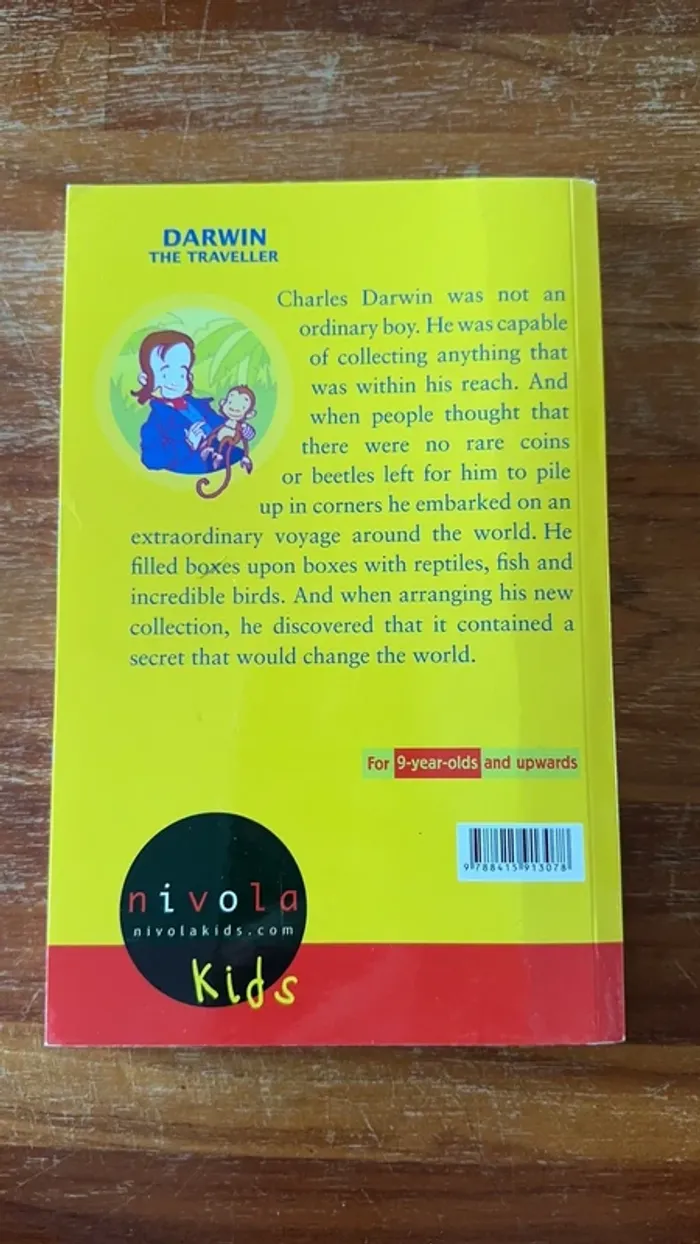 DARWIN
THE TRAVELLER
Charles Darwin was not an
ordinary boy. He was capable
of collecting anything that
was within his reach. And
when people thought that
there were no rare coins
or beetles left for him to pile
up in corners he embarked on an
extraordinary voyage around the world. He
filled boxes upon boxes with reptiles, fish and
incredible birds. And when arranging his new
collection, he discovered that it contained a
secret that would change the world.
For 9-year-olds and upwards
9 788415 913078
nivola
nivolakids.com
Kids